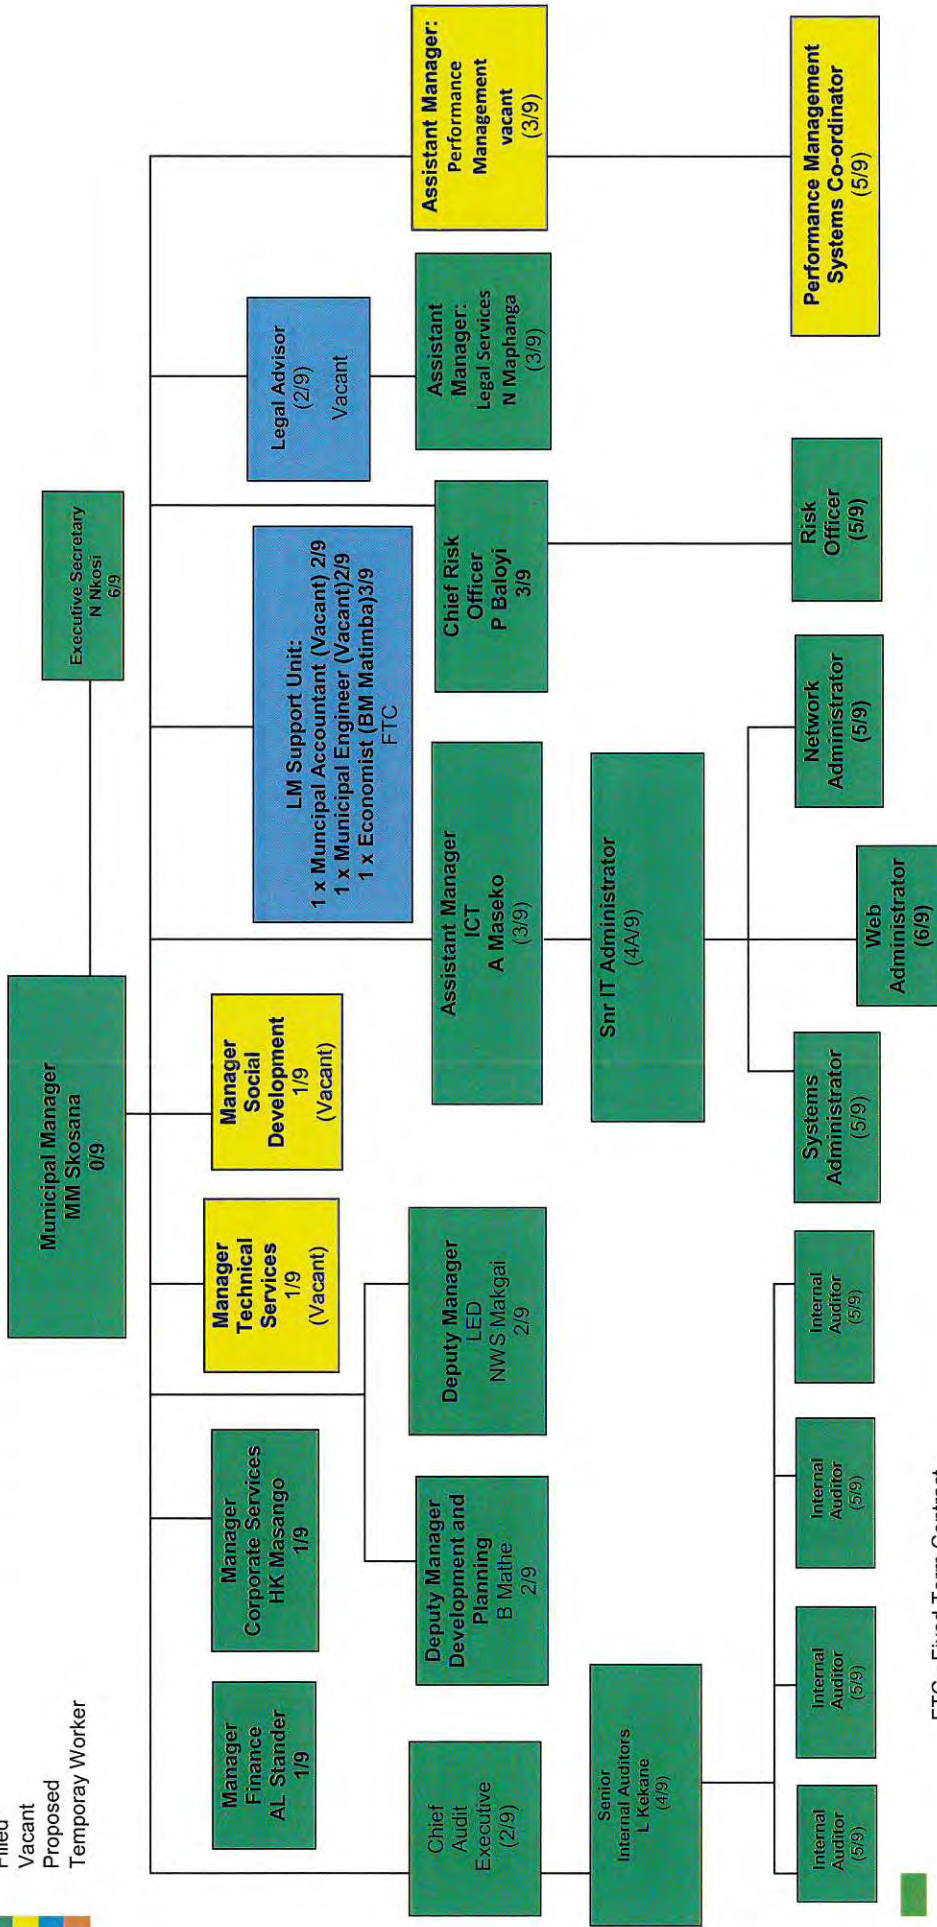 Filled
Vacant
Proposed
Temporay Worker
Municipal Manager
MM Skosana
0/9
Executive Secretary
N Nkosi
6/9
Manager
Finance
AL Stander
1/9
Manager
Corporate Services
HK Masango
1/9
Manager
Technical
Services
1/9
(Vacant)
Manager
Social
Development
1/9
(Vacant)
LM Support Unit:
1 x Muncipal Accountant (Vacant) 2/9
1 x Municipal Engineer (Vacant)2/9
1 x Economist (BM Matimba)3/9
FTC
Legal Advisor
(2/9)
Vacant
Chief
Audit
Executive
(2/9)
Deputy Manager
Development and
Planning
B Mathe
2/9
Deputy Manager
LED
NWS Makgai
2/9
Assistant Manager
ICT
A Maseko
(3/9)
Chief Risk
Officer
P Baloyi
3/9
Assistant
Manager:
Legal Services
N Maphanga
(3/9)
Assistant Manager:
Performance
Management
vacant
(3/9)
Senior
Internal Auditors
L Kekane
(4/9)
Snr IT Administrator
(4A/9)
Internal
Auditor
(5/9)
Internal
Auditor
(5/9)
Internal
Auditor
(5/9)
Internal
Auditor
(5/9)
Systems
Administrator
(5/9)
Web
Administrator
(6/9)
Network
Administrator
(5/9)
Risk
Officer
(5/9)
Performance Management
Systems Co-ordinator
(5/9)
FTC - Fixed Term Contract